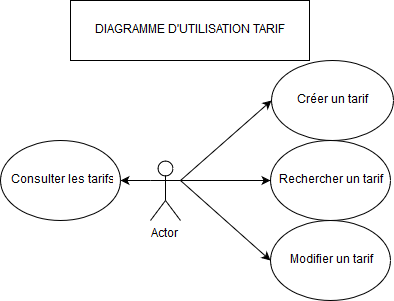 DIAGRAMME D'UTILISATION TARIF
Créer un tarif
Consulter les tarifs
Rechercher un tarif
Actor
Modifier un tarif